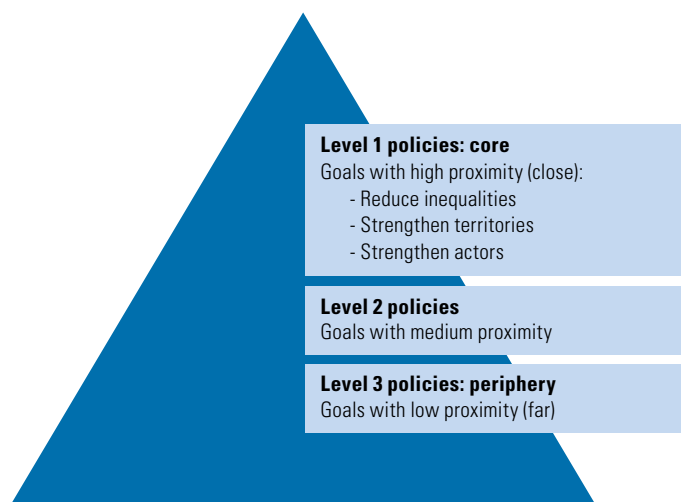 Level 1 policies: core
Goals with high proximity (close):
- Reduce inequalities
- Strengthen territories
- Strengthen actors
Level 2 policies
Goals with medium proximity
Level 3 policies: periphery
Goals with low proximity (far)